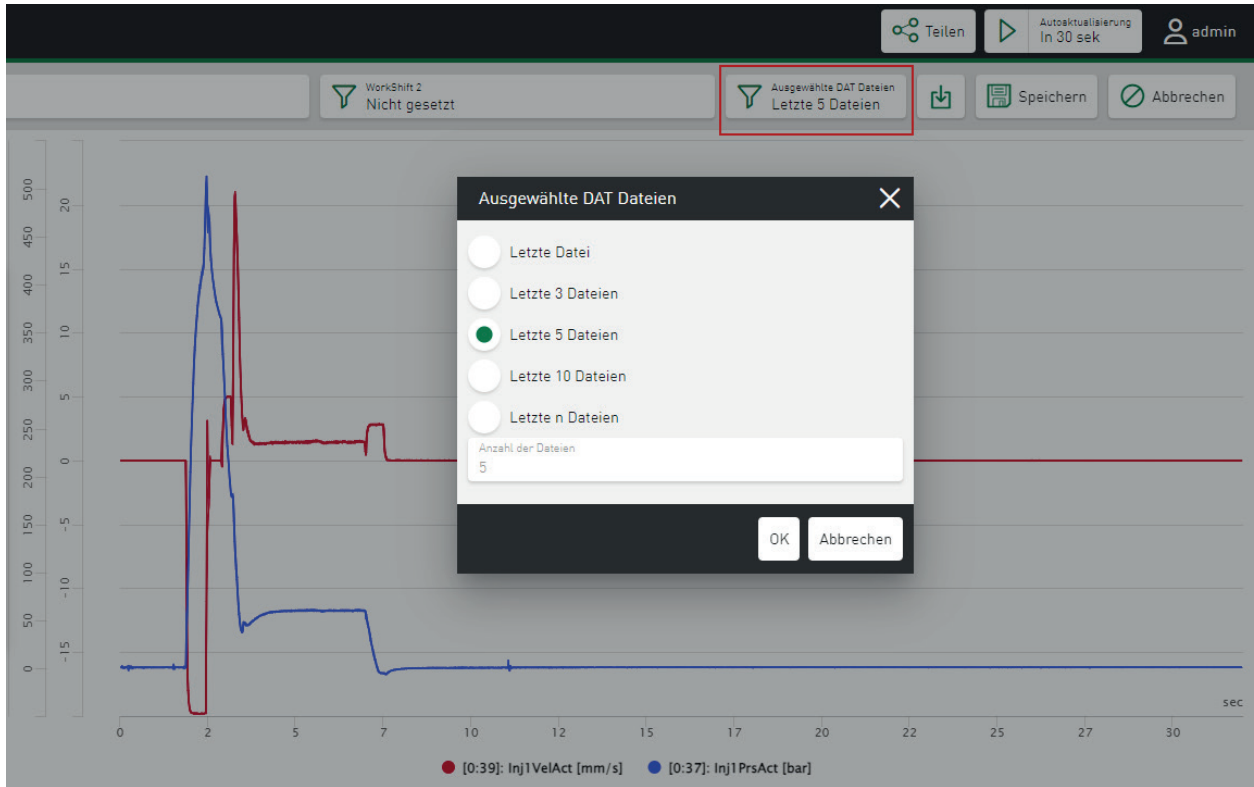 Teilen
Autoaktualisierung
In 30 sek
admin
WorkShift 2
Nicht gesetzt
Ausgewählte DAT Dateien
Letzte 5 Dateien
Speichern
Abbrechen
Ausgewählte DAT Dateien
Letzte Datei
Letzte 3 Dateien
Letzte 5 Dateien
Letzte 10 Dateien
Letzte n Dateien
Anzahl der Dateien
5
OK
Abbrechen
500
450
400
350
300
250
200
150
100
50
0
20
15
10
5
0
-5
-10
-15
sec
0 2 5 7 10 12 15 17 20 22 25 27 30
[0:39]: Inj1VelAct [mm/s] [0:37]: Inj1PrsAct [bar]